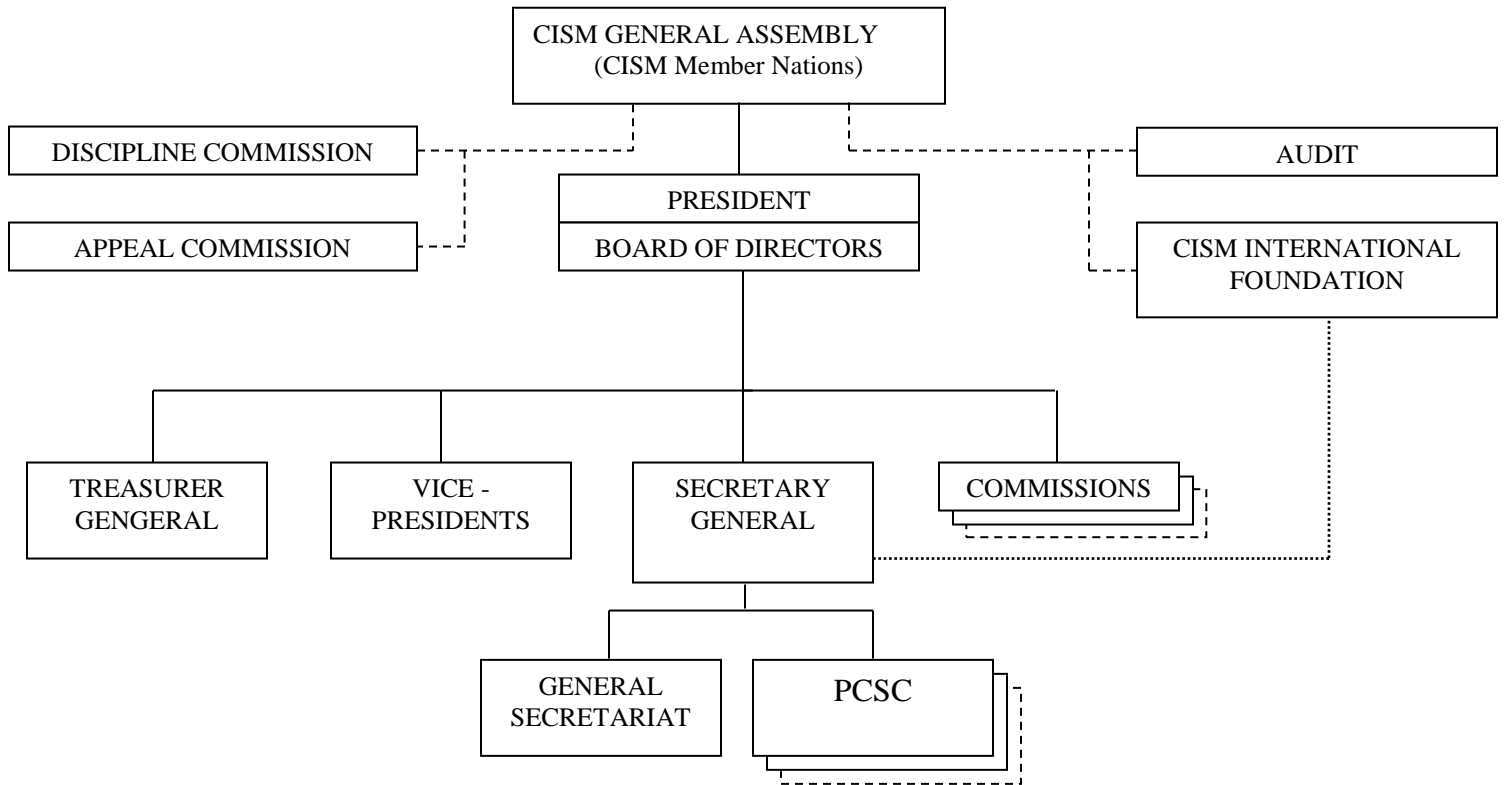 CISM GENERAL ASSEMBLY
(CISM Member Nations)
DISCIPLINE COMMISSION
AUDIT
PRESIDENT
APPEAL COMMISSION
BOARD OF DIRECTORS
CISM INTERNATIONAL
FOUNDATION
TREASURER
GENGERAL
VICE -
PRESIDENTS
SECRETARY
GENERAL
COMMISSIONS
GENERAL
SECRETARIAT
PCSC